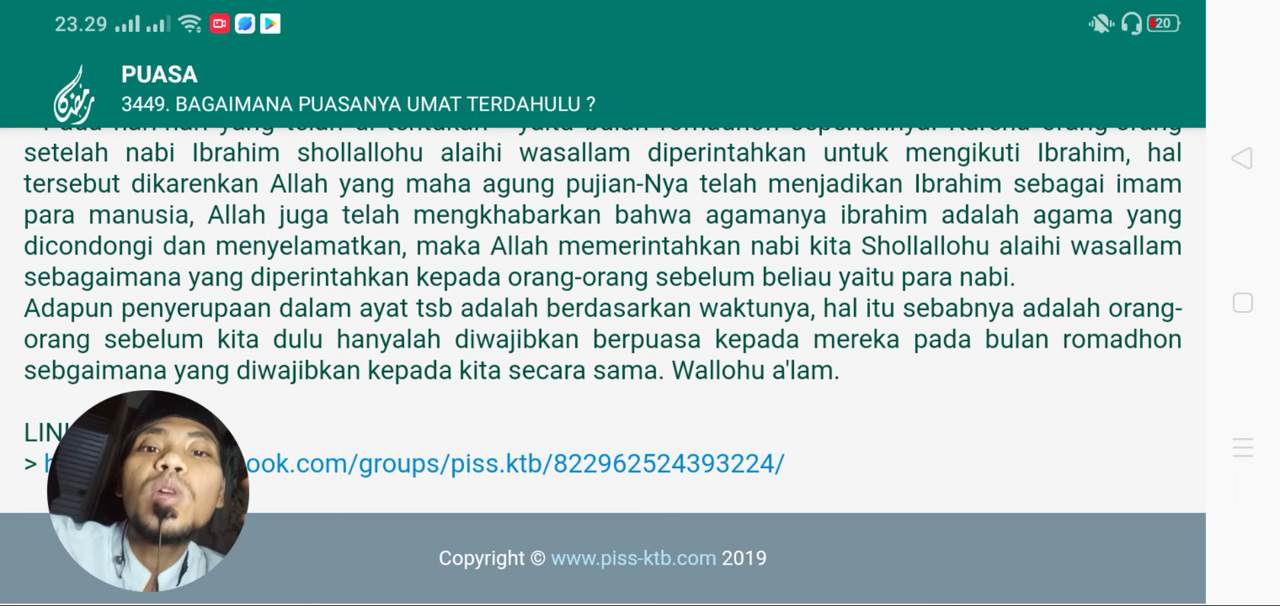 23.29
20
PUASA
3449. BAGAIMANA PUASANYA UMAT TERDAHULU ?
setelah nabi Ibrahim shollallohu alaihi wasallam diperintahkan untuk mengikuti Ibrahim, hal
tersebut dikarenkan Allah yang maha agung pujian-Nya telah menjadikan Ibrahim sebagai imam
para manusia, Allah juga telah mengkhabarkan bahwa agamanya ibrahim adalah agama yang
dicondongi dan menyelamatkan, maka Allah memerintahkan nabi kita Shollallohu alaihi wasallam
sebagaimana yang diperintahkan kepada orang-orang sebelum beliau yaitu para nabi.
Adapun penyerupaan dalam ayat tsb adalah berdasarkan waktunya, hal itu sebabnya adalah orang-
orang sebelum kita dulu hanyalah diwajibkan berpuasa kepada mereka pada bulan romadhon
sebgaimana yang diwajibkan kepada kita secara sama. Wallohu a'lam.
LIN
> h ook.com/groups/piss.ktb/822962524393224/
Copyright © www.piss-ktb.com 2019